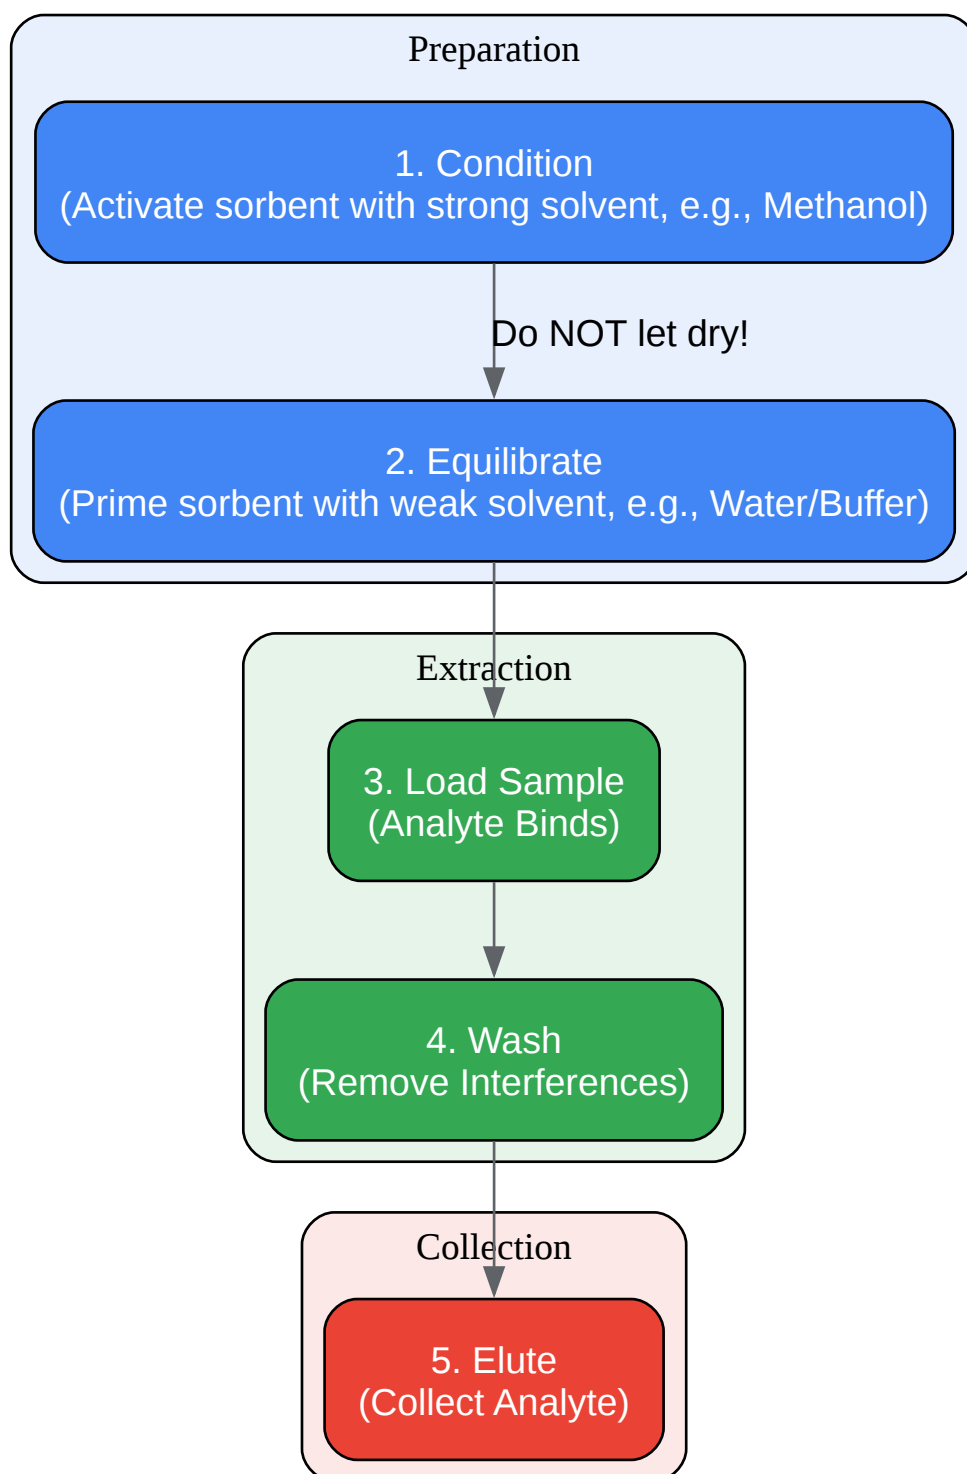 Preparation
1. Condition
(Activate sorbent with strong solvent, e.g., Methanol)
Do NOT let dry!
2. Equilibrate
(Prime sorbent with weak solvent, e.g., Water/Buffer)
Extraction
3. Load Sample
(Analyte Binds)
4. Wash
(Remove Interferences)
Collection
5. Elute
(Collect Analyte)